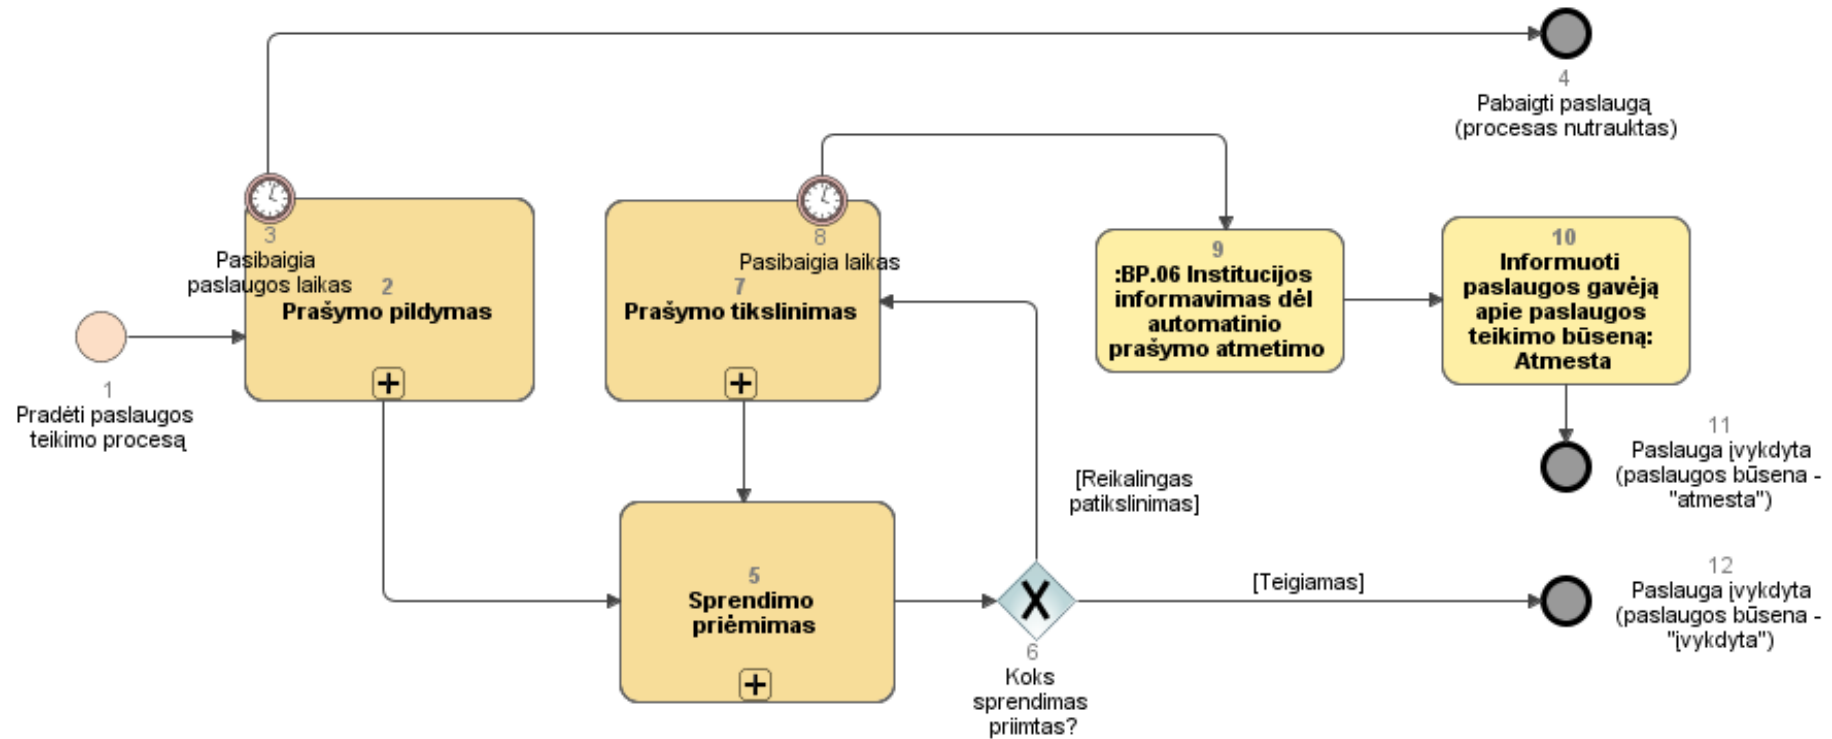 4
Pabaigti paslaugą
(procesas nutrauktas)
3
Pasibaigia
paslaugos laikas
2
Prašymo pildymas
8
Pasibaigia laikas
7
Prašymo tikslinimas
9
:BP.06 Institucijos
informavimas dėl
automatinio
prašymo atmetimo
10
Informuoti
paslaugos gavėją
apie paslaugos
teikimo būseną:
Atmesta
1
Pradėti paslaugos
teikimo procesą
11
Paslauga įvykdyta
(paslaugos būsena -
"atmesta")
[Reikalingas
patikslinimas]
5
Sprendimo
priėmimas
X
[Teigiamas]
6
Koks
sprendimas
priimtas?
12
Paslauga įvykdyta
(paslaugos būsena -
"įvykdyta")